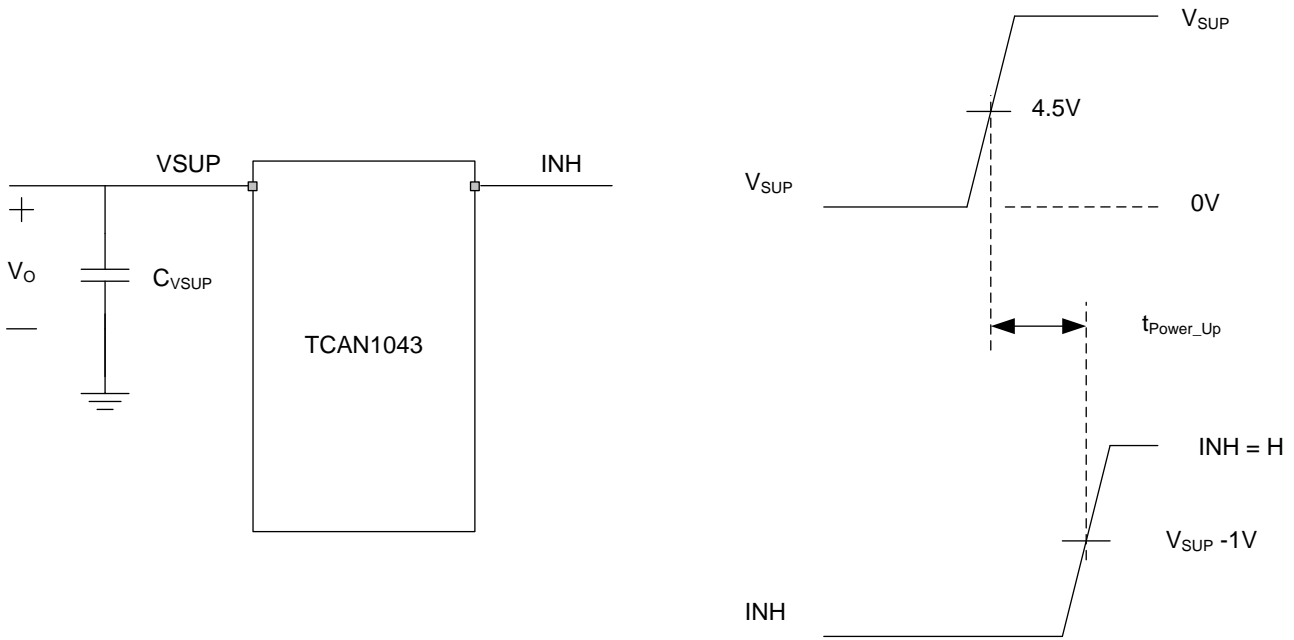 VSUP
INH
+
VO
—
CVSUP
TCAN1043
VSUP
4.5V
VSUP
0V
tPower_Up
INH = H
VSUP -1V
INH